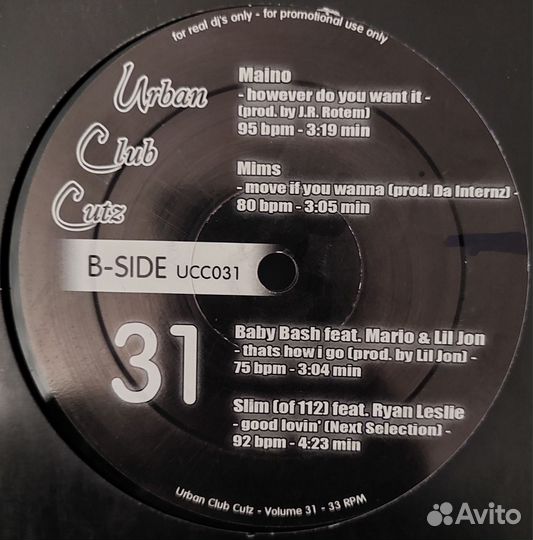 for real dj's only - for promotional use only
Urban
Club
Cutz
Maino
- however do you want it -
(prod. by J.R. Rotem)
95 bpm - 3:19 min
Mims
- move if you wanna (prod. Da Internz) -
80 bpm - 3:05 min
B-SIDE UCC031
31
Baby Bash feat. Mario & Lil Jon
- thats how i go (prod. by Lil Jon) -
75 bpm - 3:04 min
Slim (of 112) feat. Ryan Leslie
- good lovin' (Next Selection) -
92 bpm - 4:23 min
Urban Club Cutz - Volume 31 - 33 RPM
Avito